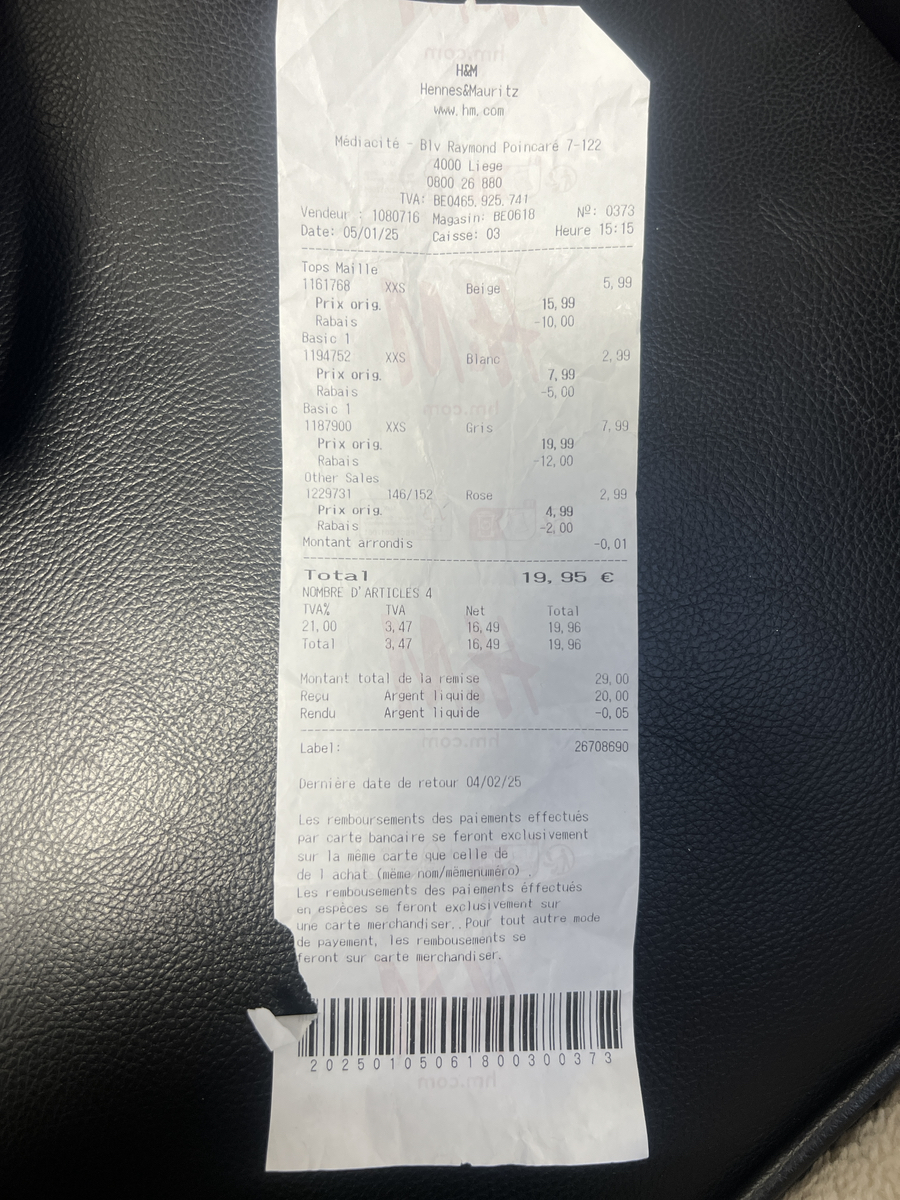 H&M
Hennes&Mauritz
www.hm.com
Médiacité - Blv Raymond Poincaré 7-122
4000 Liege
0800 26 880
TVA: BE0465.925.741
Vendeur : 1080716 Magasin: BE0618 Nº: 0373
Date: 05/01/25 Caisse: 03 Heure 15:15
Tops Maille
1161768 XXS Beige 5,99
Prix orig. 15,99
Rabais -10,00
Basic 1
1194752 XXS Blanc 2,99
Prix orig. 7,99
Rabais -5,00
Basic 1
1187900 XXS Gris 7,99
Prix orig. 19,99
Rabais -12,00
Other Sales
1229731 146/152 Rose 2,99
Prix orig. 4,99
Rabais -2,00
Montant arrondis -0,01
Total 19,95 €
NOMBRE D'ARTICLES 4
TVA% TVA Net Total
21,00 3,47 16,49 19,96
Total 3,47 16,49 19,96
Montant total de la remise 29,00
Reçu Argent liquide 20,00
Rendu Argent liquide -0,05
Label: 26708690
Dernière date de retour 04/02/25
Les remboursements des paiements effectués
par carte bancaire se feront exclusivement
sur la même carte que celle de
de l achat (même nom/mêmenuméro) .
Les rembousements des paiements éffectués
en espèces se feront exclusivement sur
une carte merchandiser..Pour tout autre mode
de payement, les rembousements se
feront sur carte merchandiser.
2025010506180​0300373